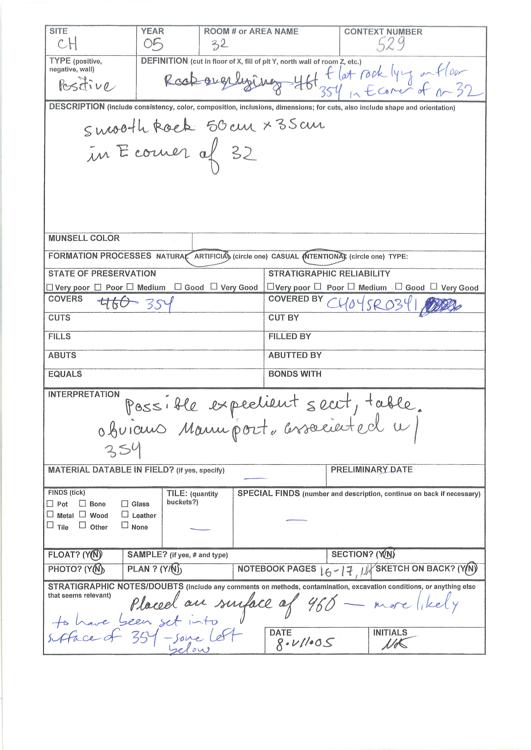 SITE YEAR ROOM # or AREA NAME CONTEXT NUMBER
CH 05 32 529
TYPE (positive, negative, wall) DEFINITION (cut in floor of X, fill of pit Y, north wall of room Z, etc.)
Positive Rock overlying 461 flat rock lying on floor
354 in E corner of rm 32
DESCRIPTION (include consistency, color, composition, inclusions, dimensions; for cuts, also include shape and orientation)
smooth Rock 50cm x 35cm
in E corner of 32
MUNSELL COLOR
FORMATION PROCESSES NATURAL ARTIFICIAL (circle one) CASUAL INTENTIONAL (circle one) TYPE:
STATE OF PRESERVATION STRATIGRAPHIC RELIABILITY
Very poor Poor Medium Good Very Good Very poor Poor Medium Good Very Good
COVERS 460 354 COVERED BY CH04SR0341
CUTS CUT BY
FILLS FILLED BY
ABUTS ABUTTED BY
EQUALS BONDS WITH
INTERPRETATION Possible expedient seat, table.
obvious Manuport. associated w/
354
MATERIAL DATABLE IN FIELD? (if yes, specify) — PRELIMINARY DATE
FINDS (tick) TILE: (quantity buckets?) SPECIAL FINDS (number and description, continue on back if necessary)
Pot Bone Glass
Metal Wood Leather
Tile Other None
— —
FLOAT? (Y/N) SAMPLE? (if yes, # and type) SECTION? (Y/N)
PHOTO? (Y/N) PLAN ? (Y/N) NOTEBOOK PAGES 16-17, SKETCH ON BACK? (Y/N)
STRATIGRAPHIC NOTES/DOUBTS (Include any comments on methods, contamination, excavation conditions, or anything else
that seems relevant) Placed on surface of 460 — more likely
to have been set into
surface of 354 - some left
below
DATE INITIALS
8.VII.05 NK